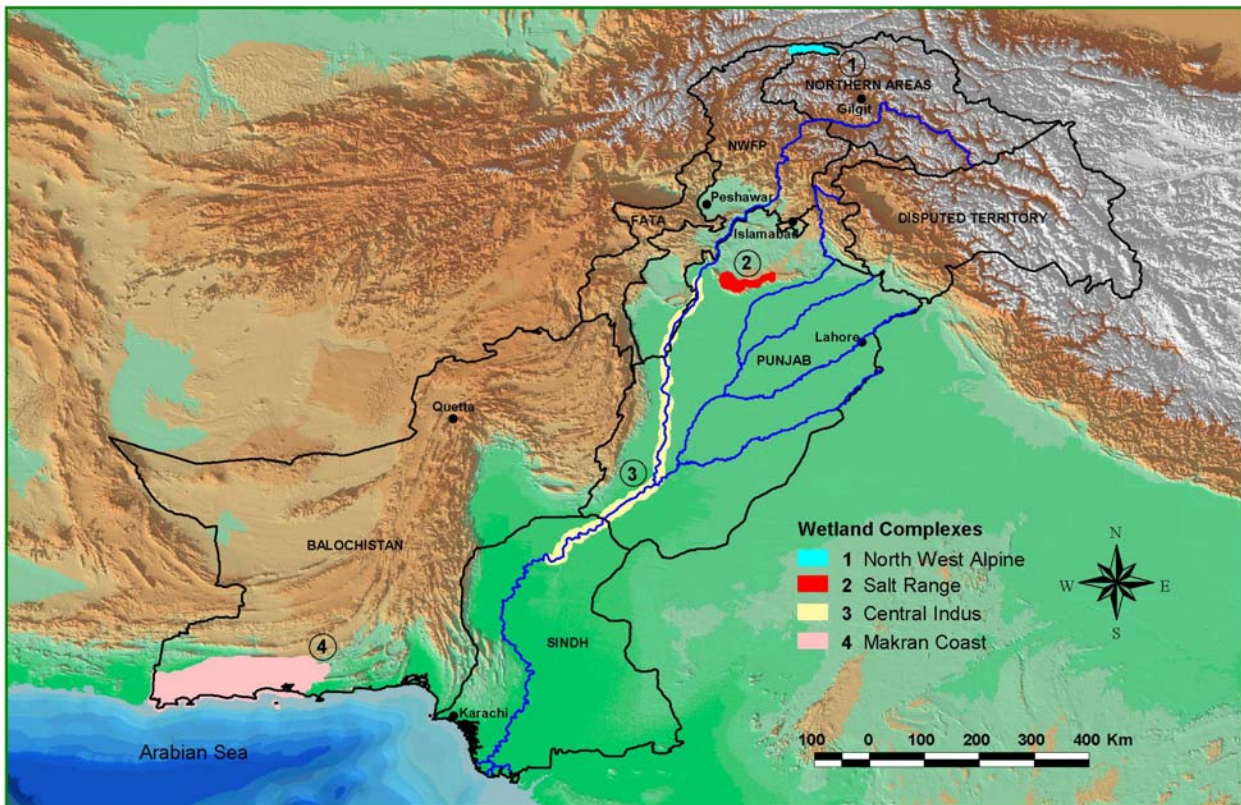 1
NORTHERN AREAS
Gilgit
NWFP
Peshawar
FATA
Islamabad
DISPUTED TERRITORY
2
Lahore
PUNJAB
Quetta
3
BALOCHISTAN
SINDH
4
Karachi
Arabian Sea
Wetland Complexes
1 North West Alpine
2 Salt Range
3 Central Indus
4 Makran Coast
N
W E
S
100 0 100 200 300 400 Km